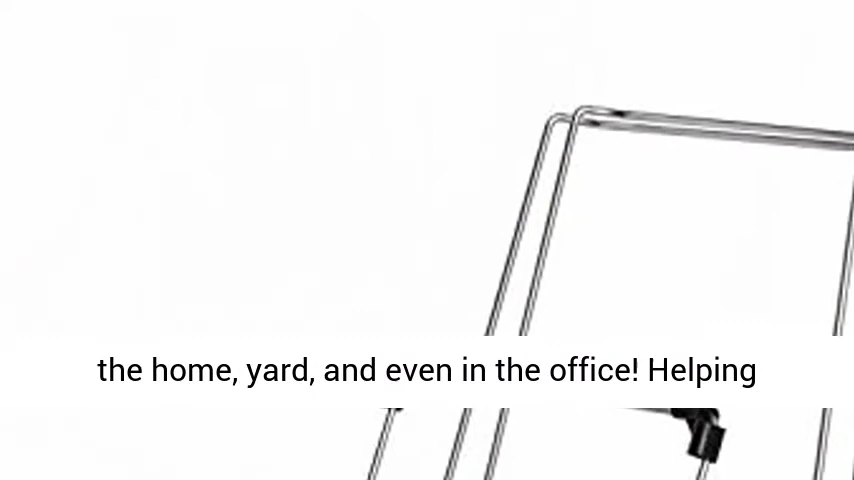 the home, yard, and even in the office! Helping